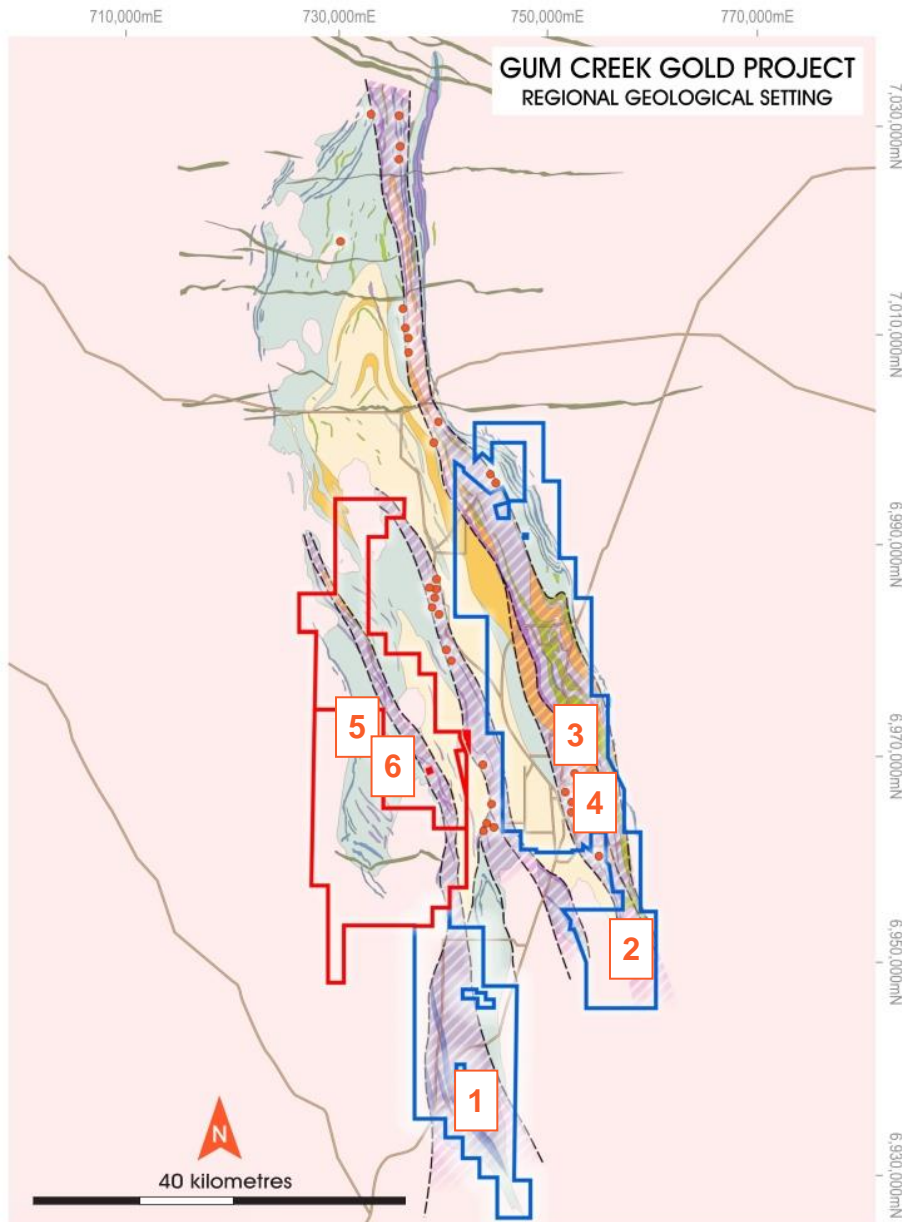 710,000mE
730,000mE
750,000mE
770,000mE
GUM CREEK GOLD PROJECT
REGIONAL GEOLOGICAL SETTING
7,030,000mN
7,010,000mN
6,990,000mN
6,970,000mN
6,950,000mN
6,930,000mN
5
6
3
4
2
1
N
40 kilometres